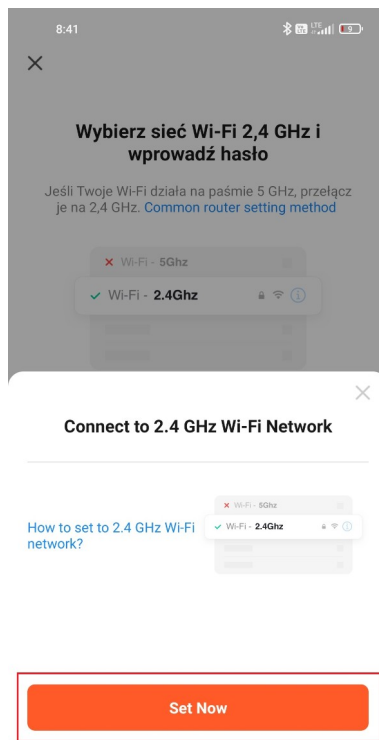 8:41
LTE
9
Wybierz sieć Wi-Fi 2,4 GHz i
wprowadź hasło
Jeśli Twoje Wi-Fi działa na paśmie 5 GHz, przełącz
je na 2,4 GHz. Common router setting method
Wi-Fi - 5Ghz
Wi-Fi - 2.4Ghz
Connect to 2.4 GHz Wi-Fi Network
Wi-Fi - 5Ghz
How to set to 2.4 GHz Wi-Fi
network?
Wi-Fi - 2.4Ghz
Set Now